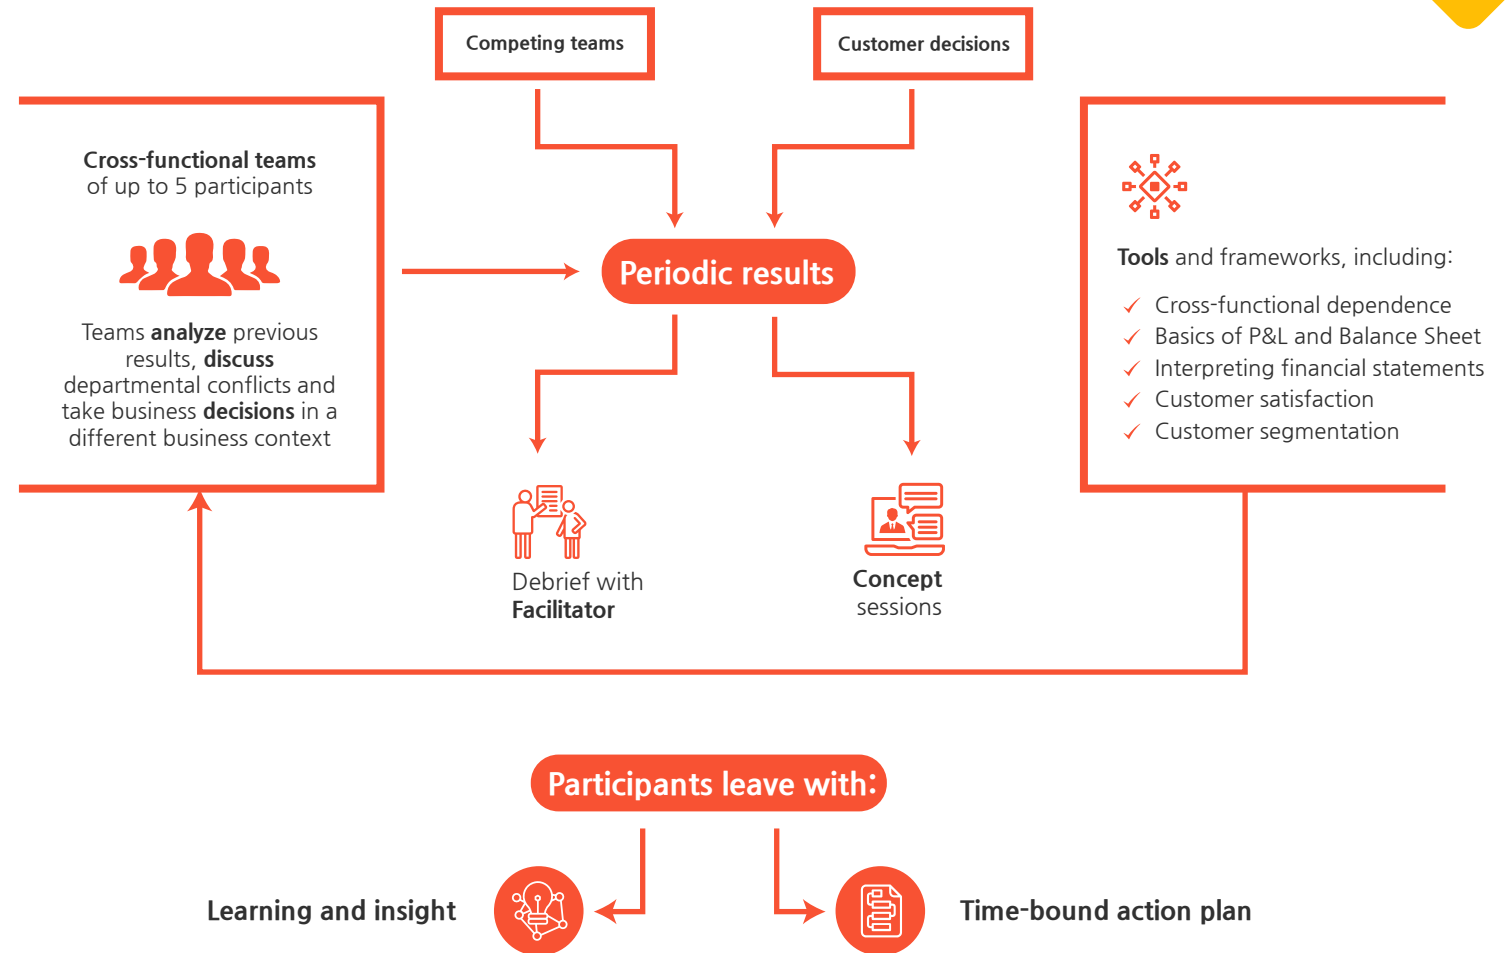 Competing teams
Customer decisions
Cross-functional teams
of up to 5 participants
Teams analyze previous
results, discuss
departmental conflicts and
take business decisions in a
different business context
Periodic results
Tools and frameworks, including:
Cross-functional dependence
Basics of P&L and Balance Sheet
Interpreting financial statements
Customer satisfaction
Customer segmentation
Debrief with
Facilitator
Concept
sessions
Participants leave with:
Learning and insight
Time-bound action plan